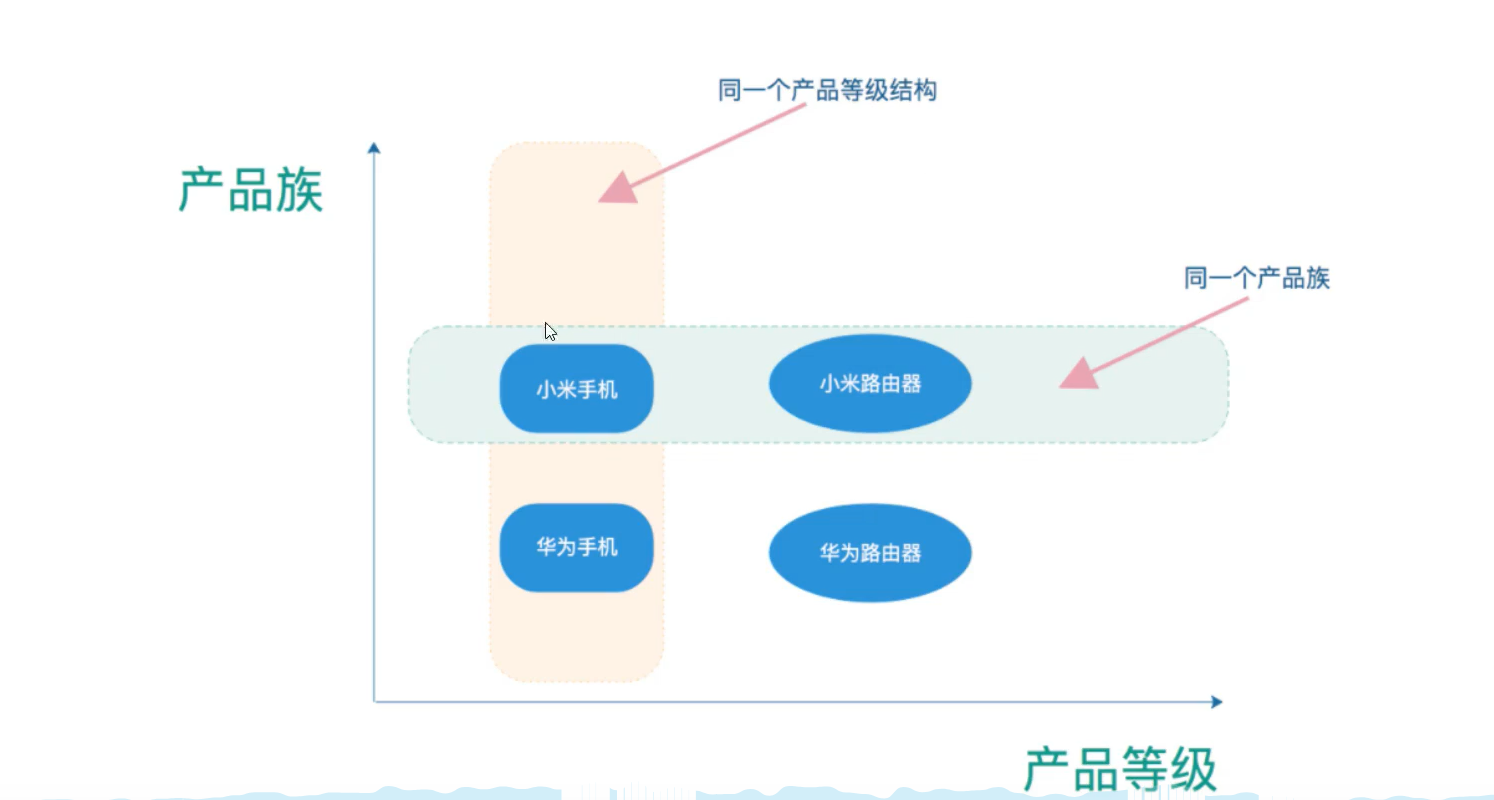 同一个产品等级结构
产品族
同一个产品族
小米手机
小米路由器
华为手机
华为路由器
产品等级